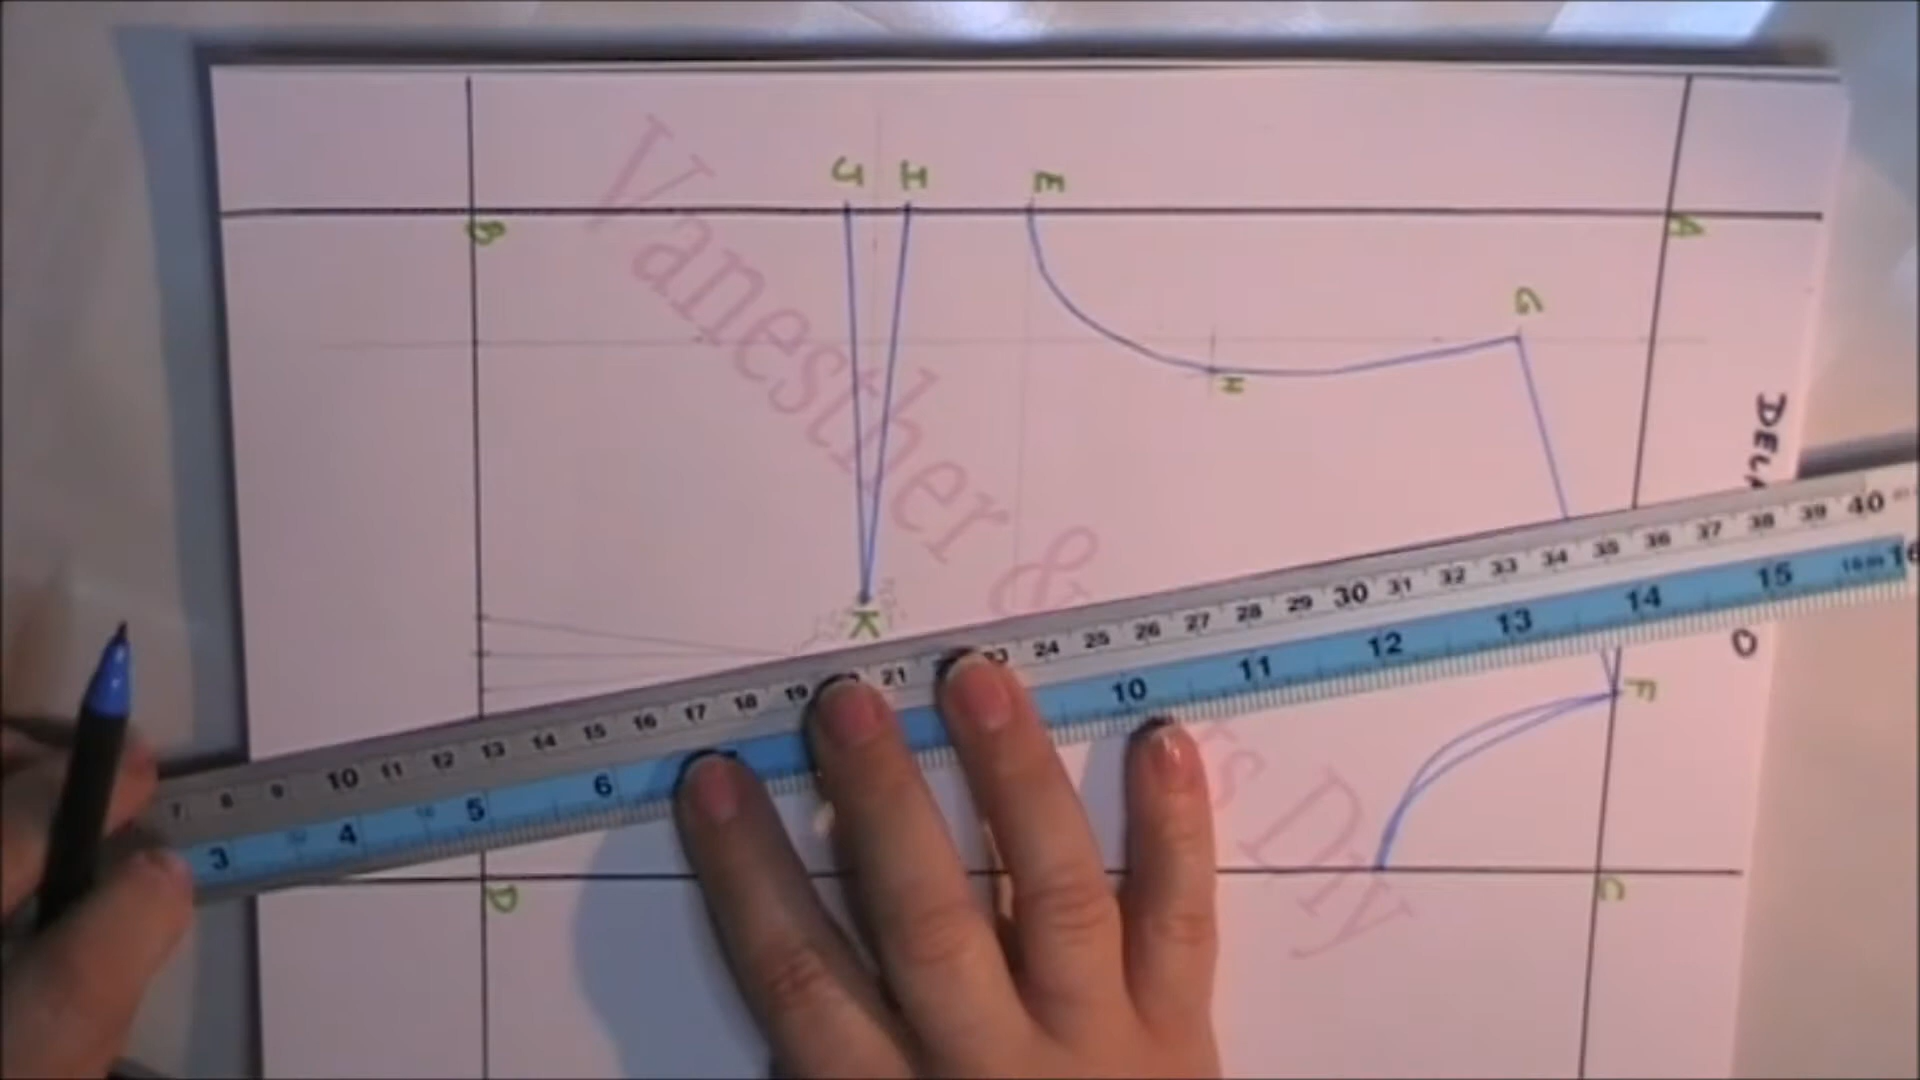 J I E
B A
G
H
DEL
K
O
F
D C
Vanesther &
ts Diy
7 8 9 10 11 12 13 14 15 16 17 18 19 21 23 24 25 26 27 28 29 30 31 32 33 34 35 36 37 38 39 40
3 4 5 6 10 11 12 13 14 15 16